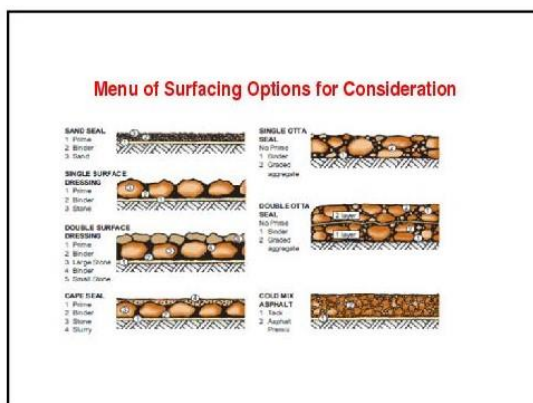 Menu of Surfacing Options for Consideration
SAND SEAL
1 Prime
2 Binder
3 Sand
SINGLE SURFACE
DRESSING
1 Prime
2 Binder
3 Stone
DOUBLE SURFACE
DRESSING
1 Prime
2 Binder
3 Large Stone
4 Binder
5 Small Stone
CAPE SEAL
1 Prime
2 Binder
3 Stone
4 Slurry
SINGLE OTTA
SEAL
No Prime
1 Binder
2 Graded
aggregate
DOUBLE OTTA
SEAL
No Prime
1 Binder
2 Graded
aggregate
2 layer
1 layer
COLD MIX
ASPHALT
1 Tack
2 Asphalt
Premix